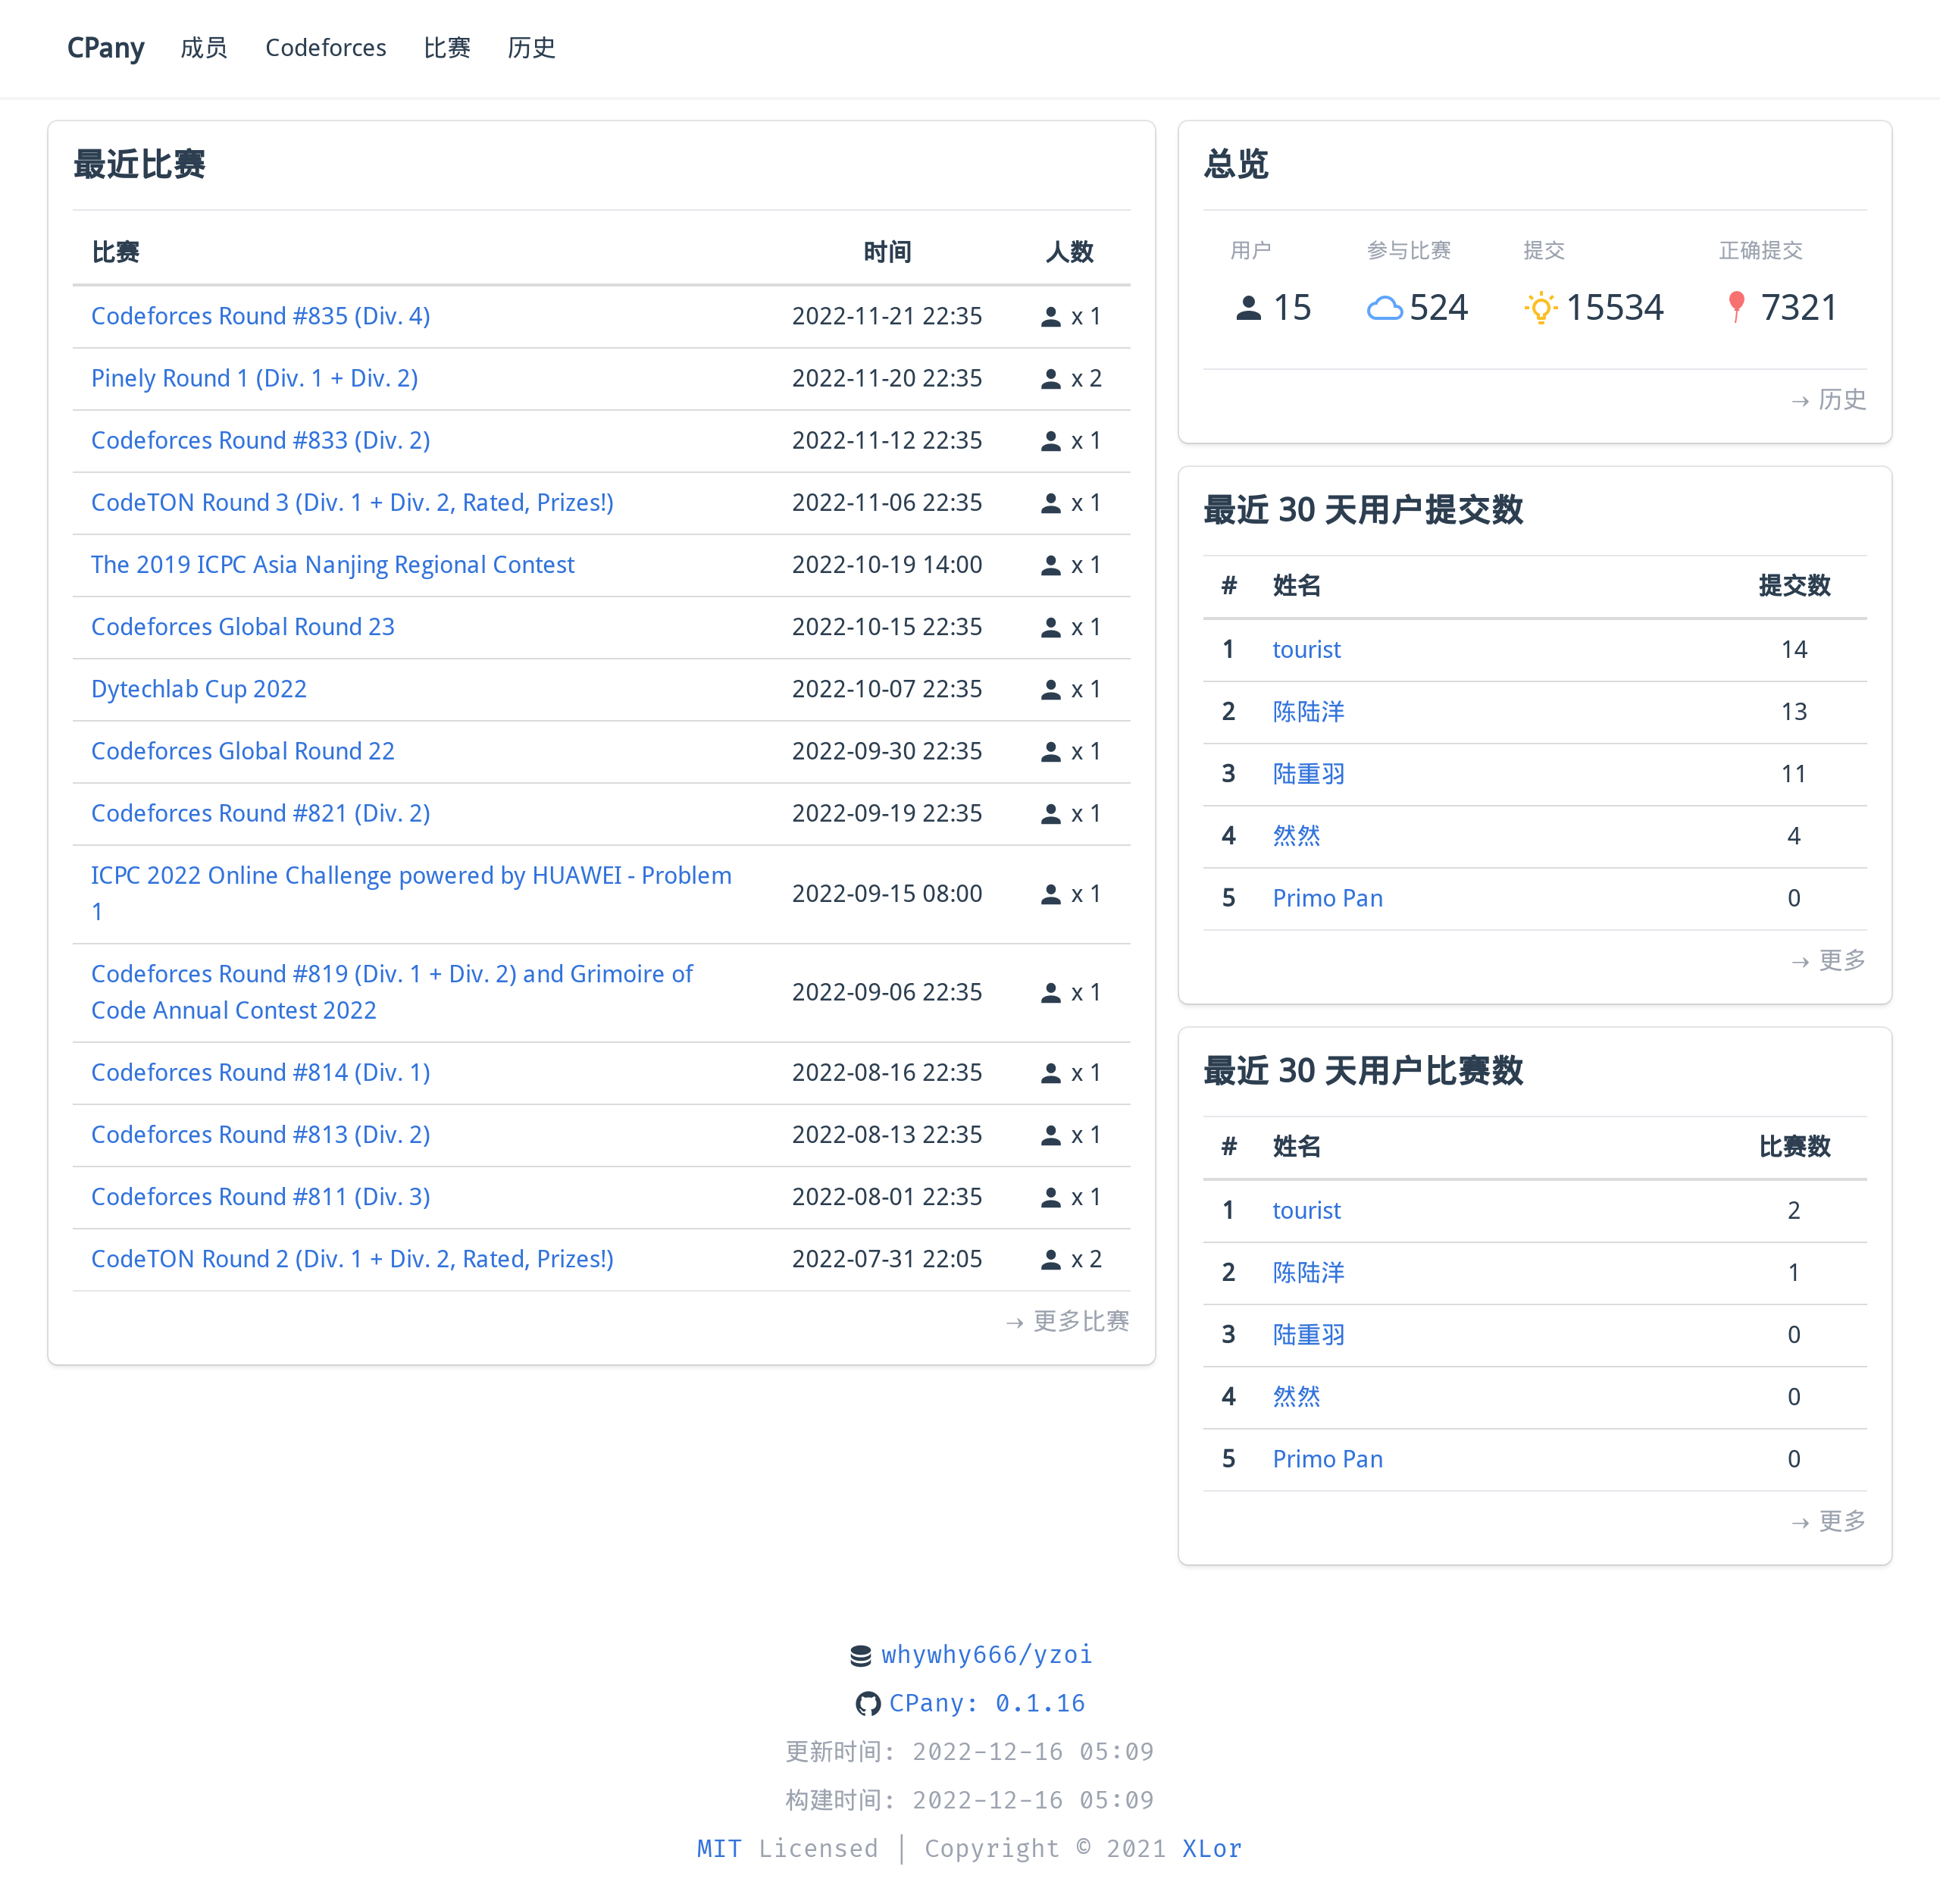 CPany 成员 Codeforces 比赛 历史
最近比赛
比赛 时间 人数
Codeforces Round #835 (Div. 4) 2022-11-21 22:35 x 1
Pinely Round 1 (Div. 1 + Div. 2) 2022-11-20 22:35 x 2
Codeforces Round #833 (Div. 2) 2022-11-12 22:35 x 1
CodeTON Round 3 (Div. 1 + Div. 2, Rated, Prizes!) 2022-11-06 22:35 x 1
The 2019 ICPC Asia Nanjing Regional Contest 2022-10-19 14:00 x 1
Codeforces Global Round 23 2022-10-15 22:35 x 1
Dytechlab Cup 2022 2022-10-07 22:35 x 1
Codeforces Global Round 22 2022-09-30 22:35 x 1
Codeforces Round #821 (Div. 2) 2022-09-19 22:35 x 1
ICPC 2022 Online Challenge powered by HUAWEI - Problem
1 2022-09-15 08:00 x 1
Codeforces Round #819 (Div. 1 + Div. 2) and Grimoire of
Code Annual Contest 2022 2022-09-06 22:35 x 1
Codeforces Round #814 (Div. 1) 2022-08-16 22:35 x 1
Codeforces Round #813 (Div. 2) 2022-08-13 22:35 x 1
Codeforces Round #811 (Div. 3) 2022-08-01 22:35 x 1
CodeTON Round 2 (Div. 1 + Div. 2, Rated, Prizes!) 2022-07-31 22:05 x 2
→ 更多比赛
总览
用户 参与比赛 提交 正确提交
15 524 15534 7321
→ 历史
最近 30 天用户提交数
# 姓名 提交数
1 tourist 14
2 陈陆洋 13
3 陆重羽 11
4 然然 4
5 Primo Pan 0
→ 更多
最近 30 天用户比赛数
# 姓名 比赛数
1 tourist 2
2 陈陆洋 1
3 陆重羽 0
4 然然 0
5 Primo Pan 0
→ 更多
whywhy666/yzoi
CPany: 0.1.16
更新时间: 2022-12-16 05:09
构建时间: 2022-12-16 05:09
MIT Licensed | Copyright © 2021 XLor